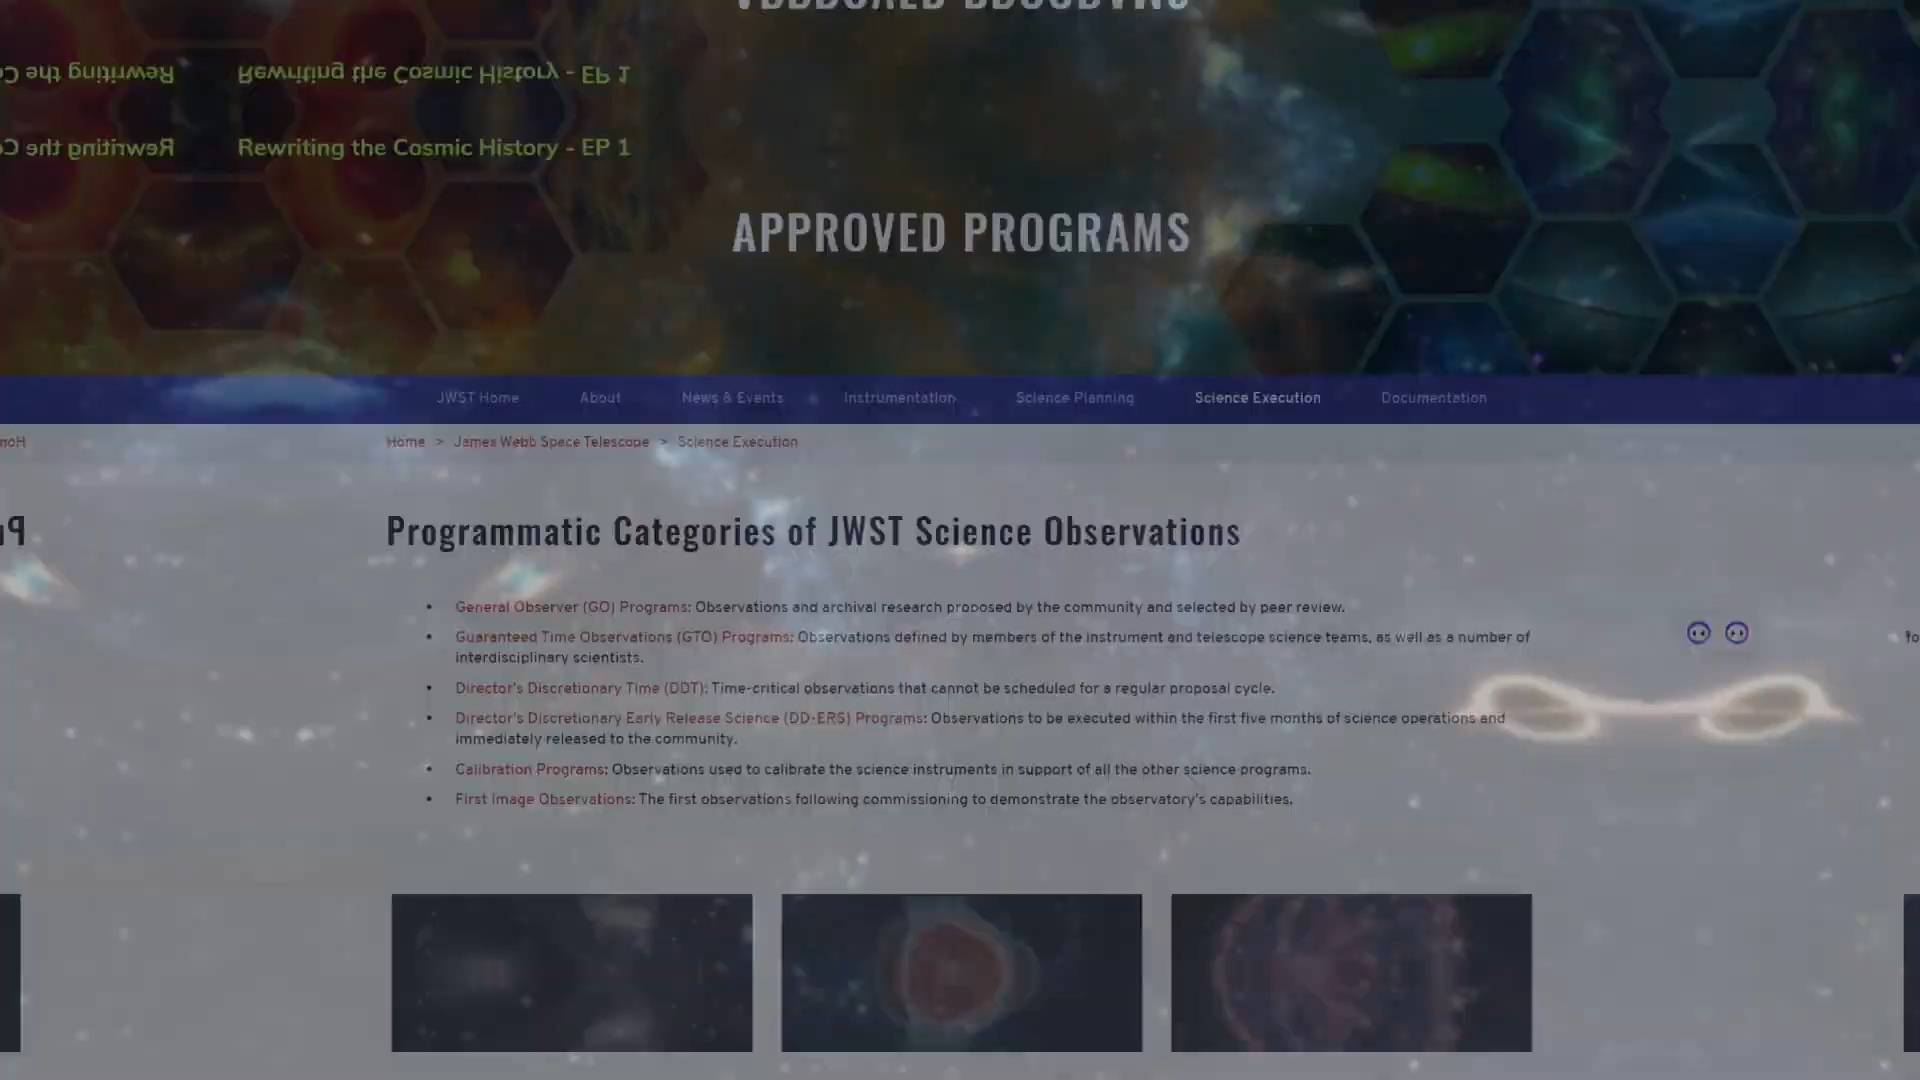 Rewriting the Cosmic History - EP 1
Rewriting the Cosmic History - EP 1
APPROVED PROGRAMS
JWST Home About News & Events Instrumentation Science Planning Science Execution Documentation
Home > James Webb Space Telescope > Science Execution
Programmatic Categories of JWST Science Observations
• General Observer (GO) Programs: Observations and archival research proposed by the community and selected by peer review.
• Guaranteed Time Observations (GTO) Programs: Observations defined by members of the instrument and telescope science teams, as well as a number of
interdisciplinary scientists.
• Director's Discretionary Time (DDT): Time-critical observations that cannot be scheduled for a regular proposal cycle.
• Director's Discretionary Early Release Science (DD-ERS) Programs: Observations to be executed within the first five months of science operations and
immediately released to the community.
• Calibration Programs: Observations used to calibrate the science instruments in support of all the other science programs.
• First Image Observations: The first observations following commissioning to demonstrate the observatory's capabilities.